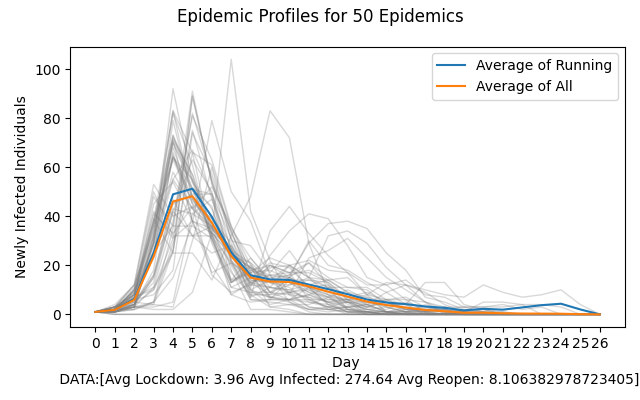 Epidemic Profiles for 50 Epidemics
Newly Infected Individuals
100
80
60
40
20
0
Average of Running
Average of All
0 1 2 3 4 5 6 7 8 9 10 11 12 13 14 15 16 17 18 19 20 21 22 23 24 25 26
Day
DATA:[Avg Lockdown: 3.96 Avg Infected: 274.64 Avg Reopen: 8.106382978723405]